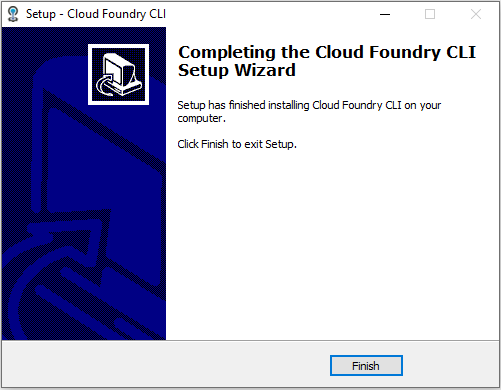 Setup - Cloud Foundry CLI
Completing the Cloud Foundry CLI
Setup Wizard
Setup has finished installing Cloud Foundry CLI on your
computer.
Click Finish to exit Setup.
Finish